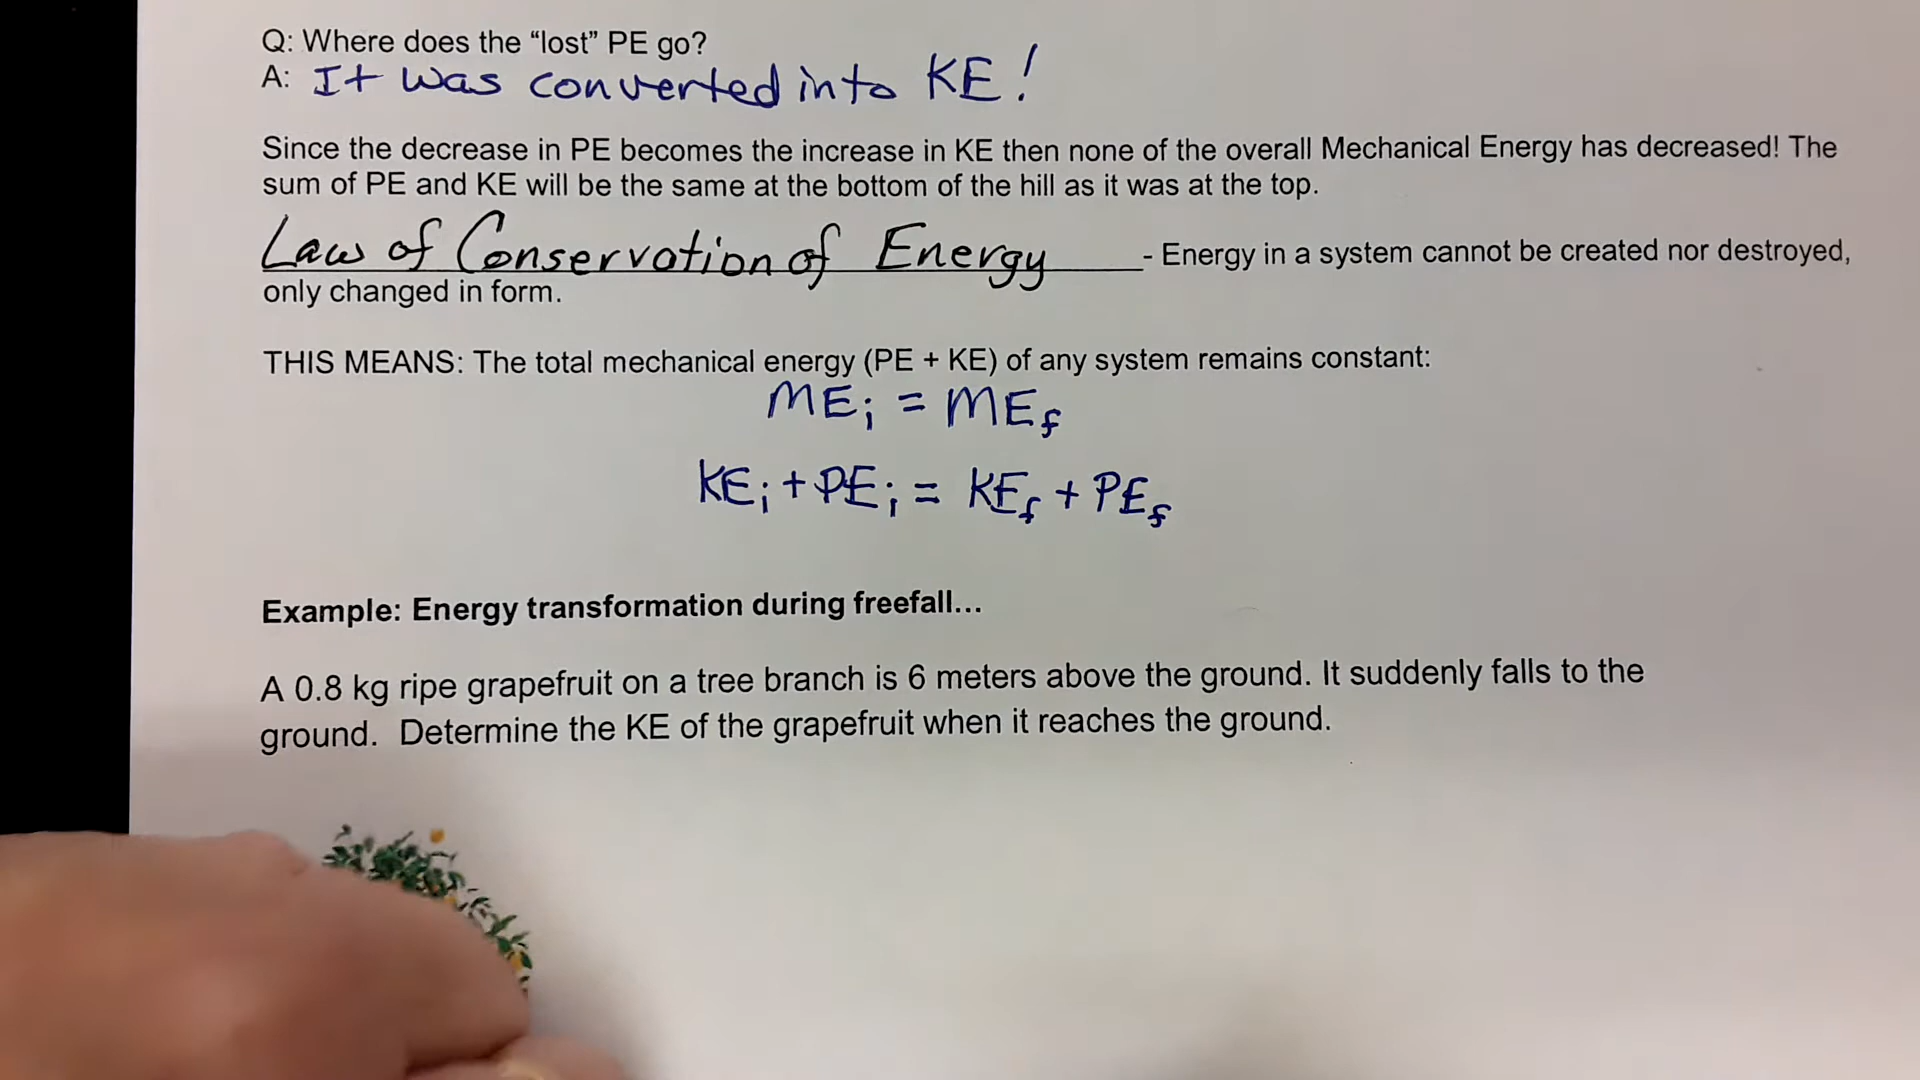 Q: Where does the “lost” PE go?
A: It was converted into KE!
Since the decrease in PE becomes the increase in KE then none of the overall Mechanical Energy has decreased! The
sum of PE and KE will be the same at the bottom of the hill as it was at the top.
Law of Conservation of Energy - Energy in a system cannot be created nor destroyed,
only changed in form.
THIS MEANS: The total mechanical energy (PE + KE) of any system remains constant:
MEi = MEf
KEi + PEi = KEf + PEf
Example: Energy transformation during freefall...
A 0.8 kg ripe grapefruit on a tree branch is 6 meters above the ground. It suddenly falls to the
ground. Determine the KE of the grapefruit when it reaches the ground.